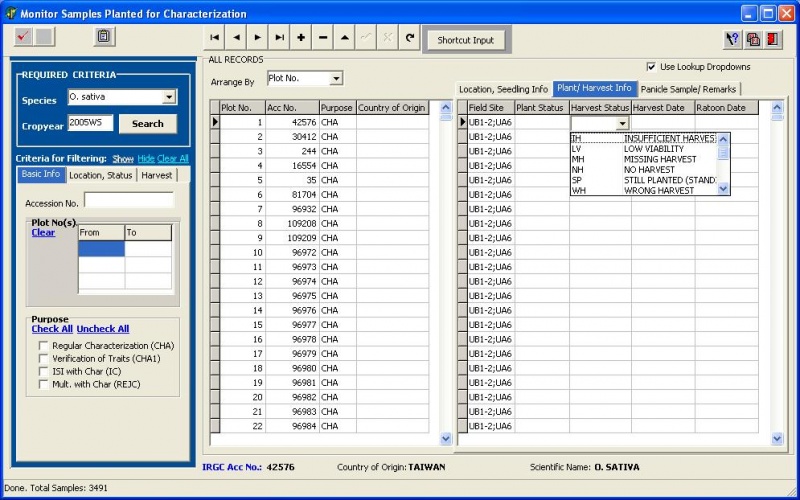 Monitor Samples Planted for Characterization
Shortcut Input
REQUIRED CRITERIA
Species O. sativa
Cropyear 2005WS Search
Criteria for Filtering: Show Hide Clear All
Basic Info Location, Status Harvest
Accession No.
Plot No(s)
Clear From To
Purpose
Check All Uncheck All
Regular Characterization (CHA)
Verification of Traits (CHA1)
ISI with Char (IC)
Mult. with Char (REJC)
ALL RECORDS
Arrange By Plot No.
Use Lookup Dropdowns
Location, Seedling Info Plant/ Harvest Info Panicle Sample/ Remarks
Plot No. Acc No. Purpose Country of Origin Field Site Plant Status Harvest Status Harvest Date Ratoon Date
1 42576 CHA UB1-2;UA6
2 30412 CHA UB1-2;UA6 IH INSUFFICIENT HARVES
3 244 CHA UB1-2;UA6 LV LOW VIABILITY
4 16554 CHA UB1-2;UA6 MH MISSING HARVEST
NH NO HARVEST
5 35 CHA UB1-2;UA6 SP STILL PLANTED (STAND
6 81704 CHA UB1-2;UA6 WH WRONG HARVEST
7 96932 CHA UB1-2;UA6
8 109208 CHA UB1-2;UA6
9 109209 CHA UB1-2;UA6
10 96972 CHA UB1-2;UA6
11 96973 CHA UB1-2;UA6
12 96974 CHA UB1-2;UA6
13 96975 CHA UB1-2;UA6
14 96976 CHA UB1-2;UA6
15 96977 CHA UB1-2;UA6
16 96978 CHA UB1-2;UA6
17 96979 CHA UB1-2;UA6
18 96980 CHA UB1-2;UA6
19 96981 CHA UB1-2;UA6
20 96982 CHA UB1-2;UA6
21 96983 CHA UB1-2;UA6
22 96984 CHA UB1-2;UA6
IRGC Acc No.: 42576 Country of Origin: TAIWAN Scientific Name: O. SATIVA
Done. Total Samples: 3491